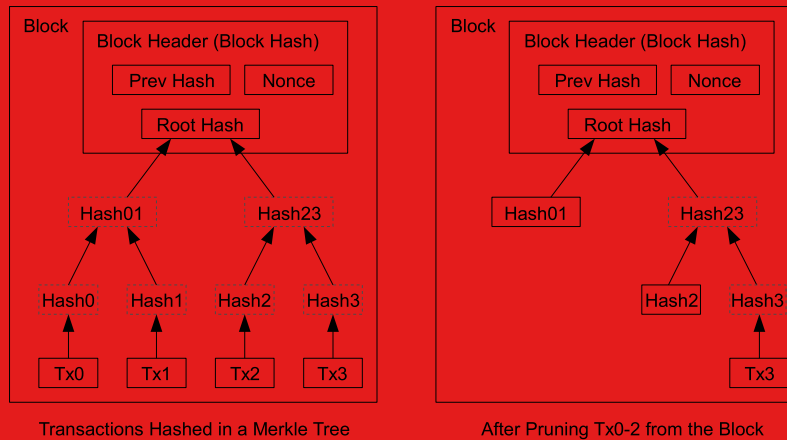 Block
Block Header (Block Hash)
Prev Hash
Nonce
Root Hash
Hash01
Hash23
Hash0
Hash1
Hash2
Hash3
Tx0
Tx1
Tx2
Tx3
Transactions Hashed in a Merkle Tree
Block
Block Header (Block Hash)
Prev Hash
Nonce
Root Hash
Hash01
Hash23
Hash2
Hash3
Tx3
After Pruning Tx0-2 from the Block